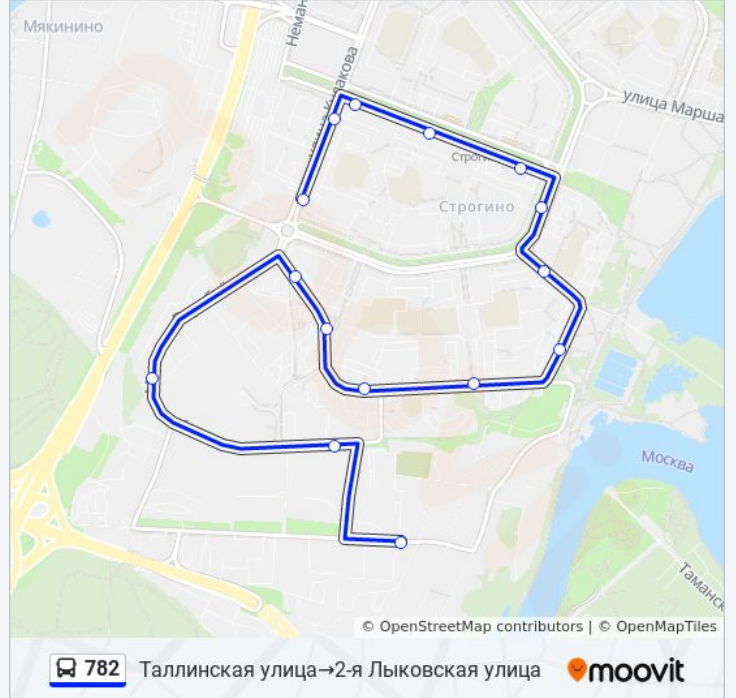 Мякинино
Неман
улица Кулакова
улица Марша
Строги
Строгино
Москва
Таманск
© OpenStreetMap contributors | © OpenMapTiles
782 Таллинская улица→2-я Лыковская улица moovit